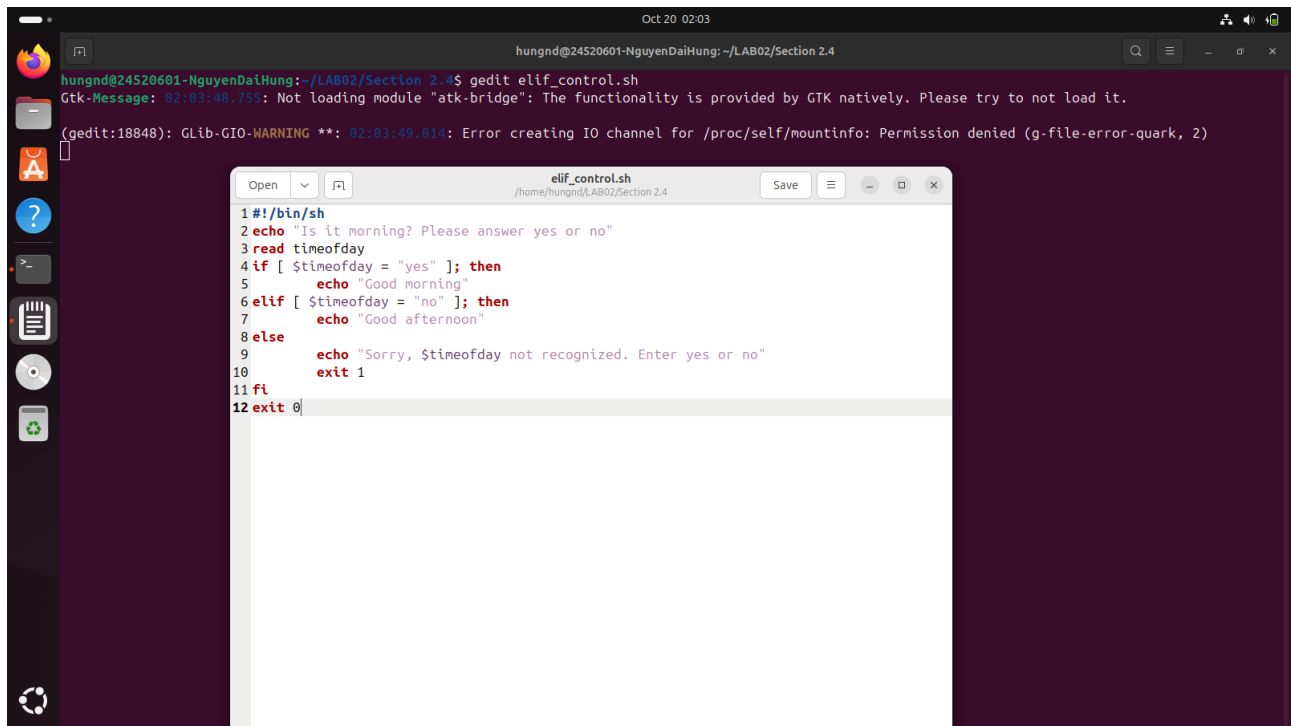 Oct 20 02:03
hungnd@24520601-NguyenDaiHung: ~/LAB02/Section 2.4
hungnd@24520601-NguyenDaiHung:~/LAB02/Section 2.4$ gedit elif_control.sh
Gtk-Message: 02:03:48.755: Not loading module "atk-bridge": The functionality is provided by GTK natively. Please try to not load it.
(gedit:18848): GLib-GIO-WARNING **: 02:03:49.014: Error creating IO channel for /proc/self/mountinfo: Permission denied (g-file-error-quark, 2)
Open
elif_control.sh
/home/hungnd/LAB02/Section 2.4
Save
1 #!/bin/sh
2 echo "Is it morning? Please answer yes or no"
3 read timeofday
4 if [ $timeofday = "yes" ]; then
5 echo "Good morning"
6 elif [ $timeofday = "no" ]; then
7 echo "Good afternoon"
8 else
9 echo "Sorry, $timeofday not recognized. Enter yes or no"
10 exit 1
11 fi
12 exit 0